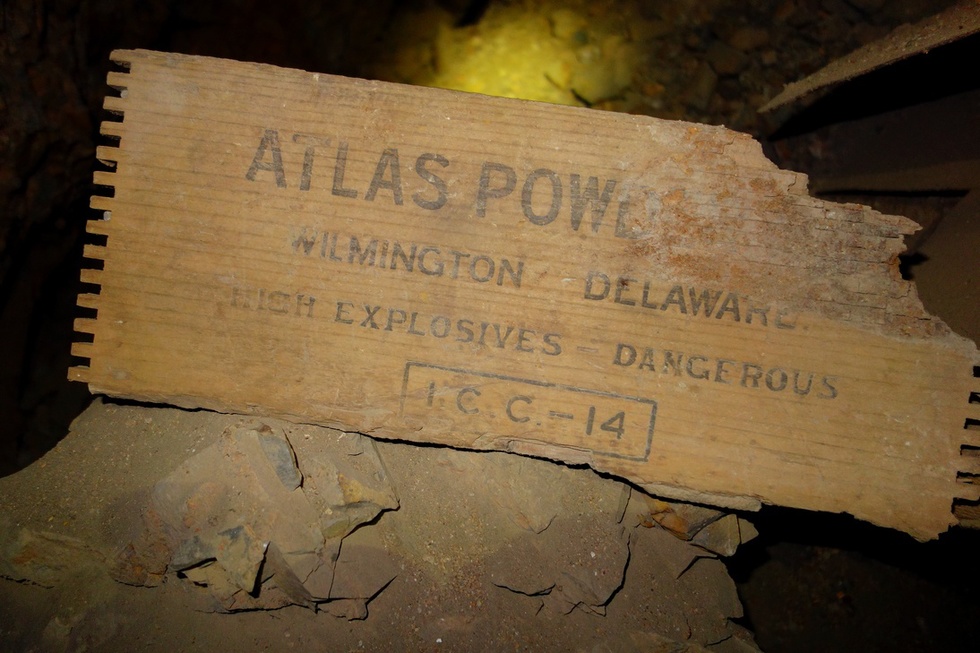 ATLAS POWD
WILMINGTON DELAWARE.
HIGH EXPLOSIVES – DANGEROUS
I. C. C. – 14